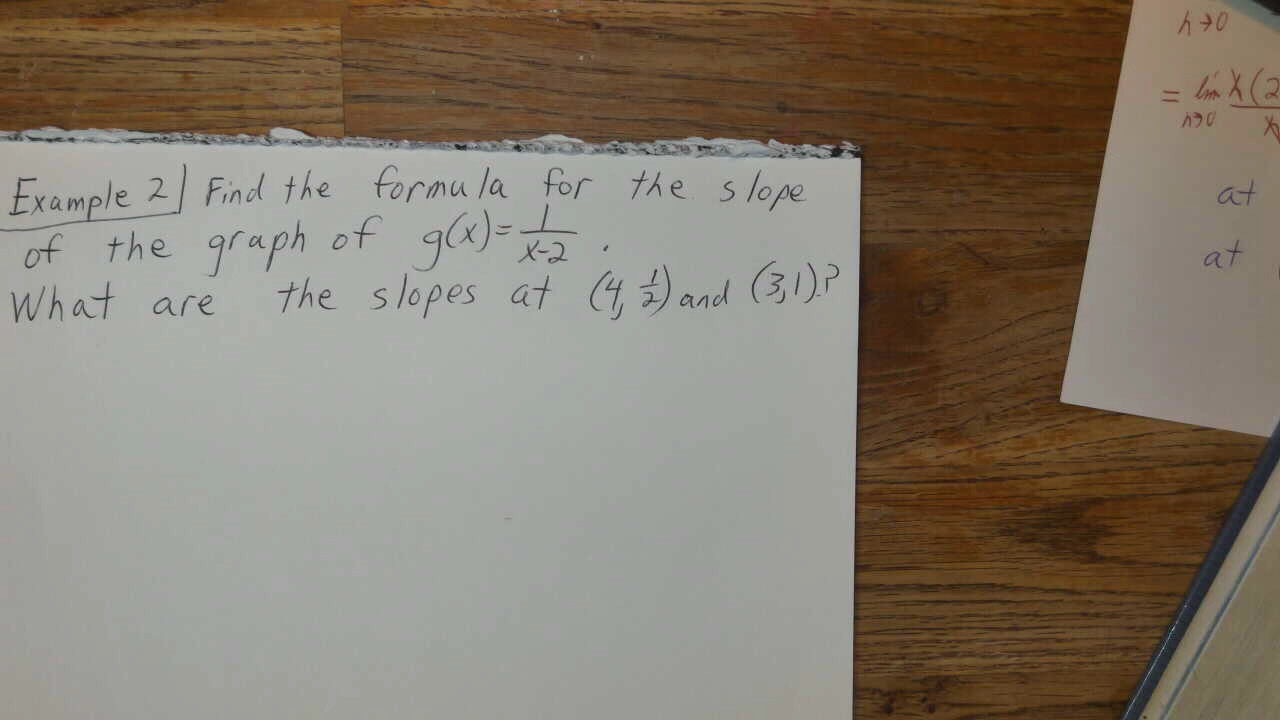 Example 2 Find the formula for the slope
of the graph of g(x)=1/(x-2).
What are the slopes at (4, 1/2) and (3,1)?
h→0
= lim h→0
at
at